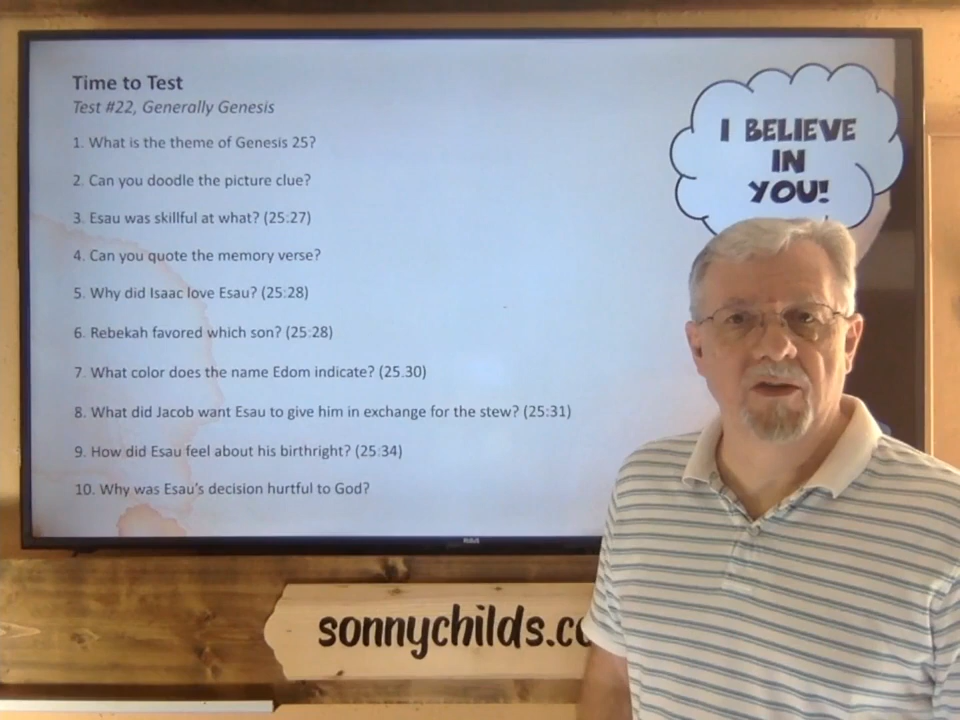 Time to Test
Test #22, Generally Genesis
1. What is the theme of Genesis 25?
2. Can you doodle the picture clue?
3. Esau was skillful at what? (25:27)
4. Can you quote the memory verse?
5. Why did Isaac love Esau? (25:28)
6. Rebekah favored which son? (25:28)
7. What color does the name Edom indicate? (25.30)
8. What did Jacob want Esau to give him in exchange for the stew? (25:31)
9. How did Esau feel about his birthright? (25:34)
10. Why was Esau's decision hurtful to God?
I BELIEVE
IN
YOU!
sonnychilds.co